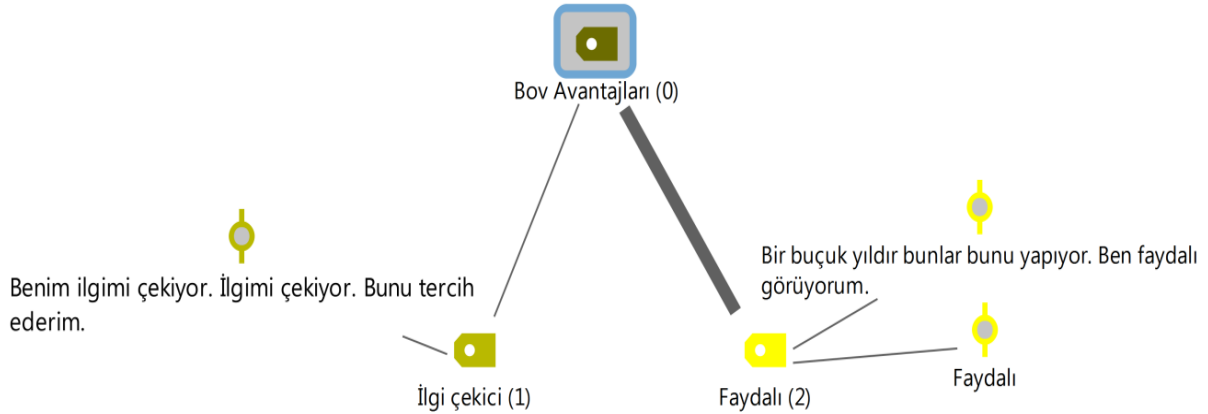 Bov Avantajları (0)
Benim ilgimi çekiyor. İlgimi çekiyor. Bunu tercih
ederim.
Bir buçuk yıldır bunlar bunu yapıyor. Ben faydalı
görüyorum.
İlgi çekici (1)
Faydalı (2)
Faydalı